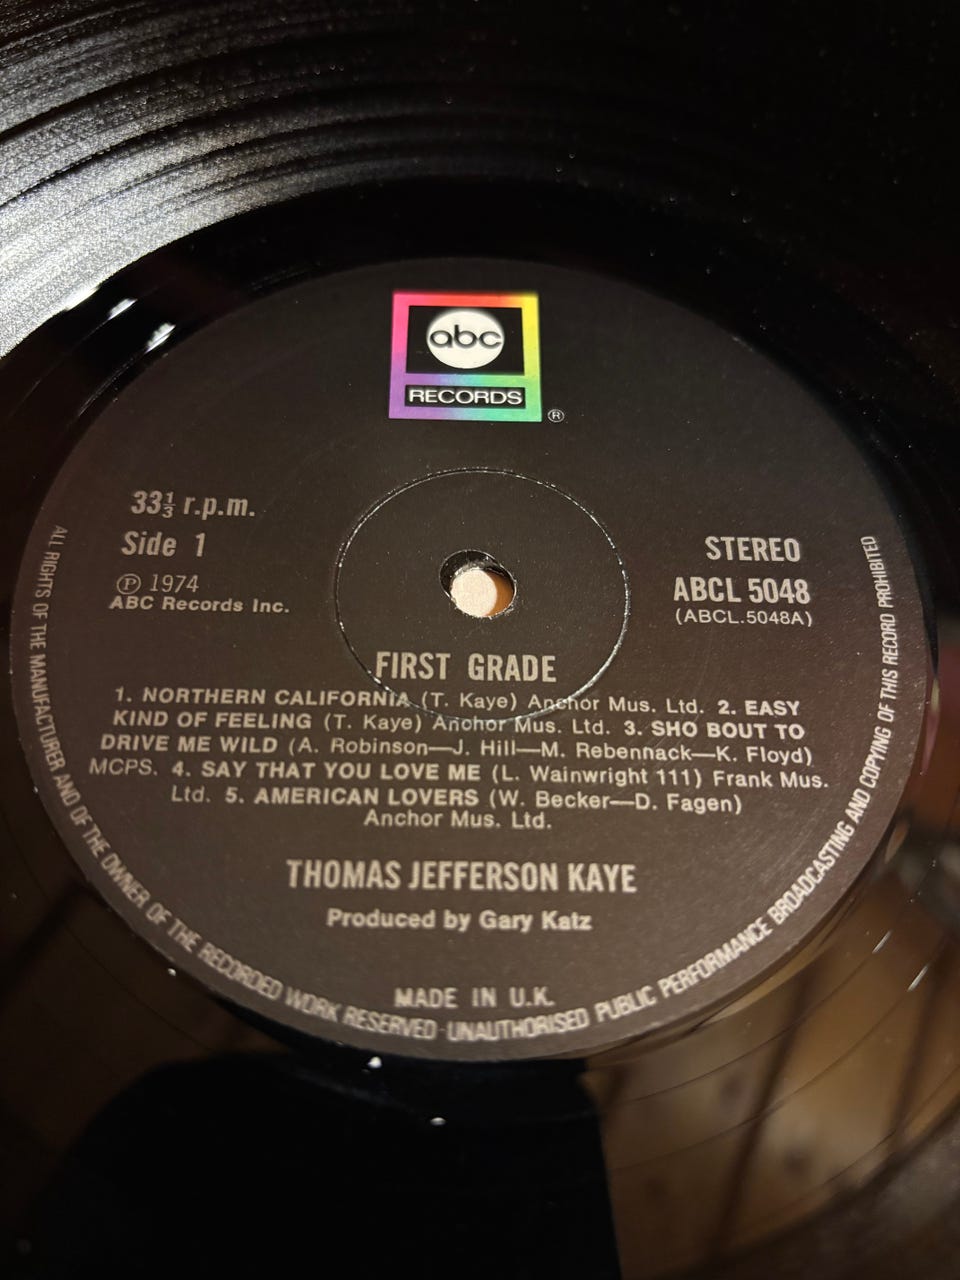 abc
RECORDS
®
33⅓ r.p.m.
Side 1
Ⓟ 1974
ABC Records Inc.
STEREO
ABCL 5048
(ABCL.5048A)
FIRST GRADE
1. NORTHERN CALIFORNIA (T. Kaye) Anchor Mus. Ltd. 2. EASY
KIND OF FEELING (T. Kaye) Anchor Mus. Ltd. 3. SHO BOUT TO
DRIVE ME WILD (A. Robinson—J. Hill—M. Rebennack—K. Floyd)
MCPS. 4. SAY THAT YOU LOVE ME (L. Wainwright 111) Frank Mus.
Ltd. 5. AMERICAN LOVERS (W. Becker—D. Fagen)
Anchor Mus. Ltd.
THOMAS JEFFERSON KAYE
Produced by Gary Katz
MADE IN U.K.
ALL RIGHTS OF THE MANUFACTURER AND OF THE OWNER OF THE RECORDED WORK RESERVED · UNAUTHORISED PUBLIC PERFORMANCE BROADCASTING AND COPYING OF THIS RECORD PROHIBITED